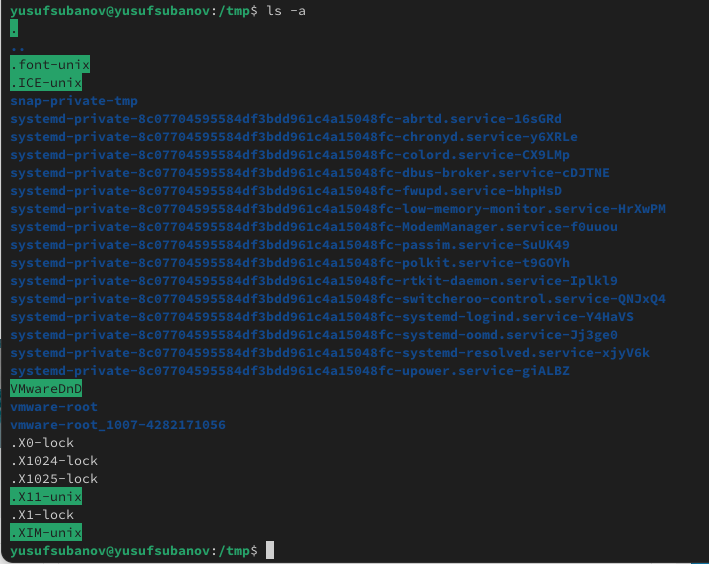 yusufsubanov@yusufsubanov:/tmp$ ls -a
.
..
.font-unix
.ICE-unix
snap-private-tmp
systemd-private-8c07704595584df3bdd961c4a15048fc-abrtd.service-16sGRd
systemd-private-8c07704595584df3bdd961c4a15048fc-chronyd.service-y6XRLe
systemd-private-8c07704595584df3bdd961c4a15048fc-colord.service-CX9LMp
systemd-private-8c07704595584df3bdd961c4a15048fc-dbus-broker.service-cDJTNE
systemd-private-8c07704595584df3bdd961c4a15048fc-fwupd.service-bhpHsD
systemd-private-8c07704595584df3bdd961c4a15048fc-low-memory-monitor.service-HrXwPM
systemd-private-8c07704595584df3bdd961c4a15048fc-ModemManager.service-f0uuou
systemd-private-8c07704595584df3bdd961c4a15048fc-passim.service-SuUK49
systemd-private-8c07704595584df3bdd961c4a15048fc-polkit.service-t9GOYh
systemd-private-8c07704595584df3bdd961c4a15048fc-rtkit-daemon.service-Iplkl9
systemd-private-8c07704595584df3bdd961c4a15048fc-switcheroo-control.service-QNJxQ4
systemd-private-8c07704595584df3bdd961c4a15048fc-systemd-logind.service-Y4HaVS
systemd-private-8c07704595584df3bdd961c4a15048fc-systemd-oomd.service-Jj3ge0
systemd-private-8c07704595584df3bdd961c4a15048fc-systemd-resolved.service-xjyV6k
systemd-private-8c07704595584df3bdd961c4a15048fc-upower.service-giALBZ
VMwareDnD
vmware-root
vmware-root_1007-4282171056
.X0-lock
.X1024-lock
.X1025-lock
.X11-unix
.X1-lock
.XIM-unix
yusufsubanov@yusufsubanov:/tmp$